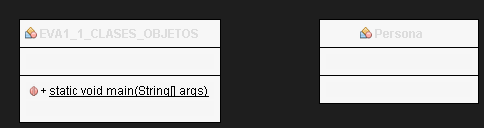 EVA1_1_CLASES_OBJETOS
Persona
+ static void main(String[] args)